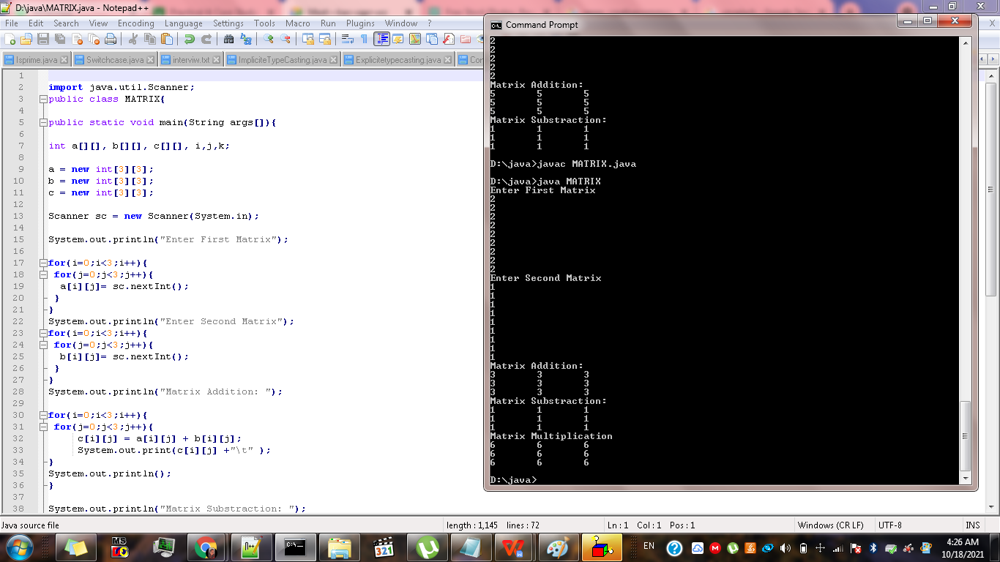 D:\java\MATRIX.java - Notepad++
File Edit Search View Encoding Language Settings Tools Macro Run Plugins Window ?
X
Isprime.java Switchcase.java interviw.txt ImpliciteTypeCasting.java Explicitetypecasting.java
1
2 import java.util.Scanner;
3 public class MATRIX{
4
5 public static void main(String args[]){
6
7 int a[][], b[][], c[][], i,j,k;
8
9 a = new int[3][3];
10 b = new int[3][3];
11 c = new int[3][3];
12
13 Scanner sc = new Scanner(System.in);
14
15 System.out.println("Enter First Matrix");
16
17 for(i=0;i<3;i++){
18 for(j=0;j<3;j++){
19 a[i][j]= sc.nextInt();
20 }
21 }
22 System.out.println("Enter Second Matrix");
23 for(i=0;i<3;i++){
24 for(j=0;j<3;j++){
25 b[i][j]= sc.nextInt();
26 }
27 }
28 System.out.println("Matrix Addition: ");
29
30 for(i=0;i<3;i++){
31 for(j=0;j<3;j++){
32 c[i][j] = a[i][j] + b[i][j];
33 System.out.print(c[i][j] +"\t" );
34 }
35 System.out.println();
36 }
37
38 System.out.println("Matrix Substraction: ");
Command Prompt
2
2
2
2
2
Matrix Addition:
5 5 5
5 5 5
5 5 5
Matrix Substraction:
1 1 1
1 1 1
1 1 1
D:\java>javac MATRIX.java
D:\java>java MATRIX
Enter First Matrix
2
2
2
2
2
2
2
2
2
Enter Second Matrix
1
1
1
1
1
1
1
1
1
Matrix Addition:
3 3 3
3 3 3
3 3 3
Matrix Substraction:
1 1 1
1 1 1
1 1 1
Matrix Multiplication
6 6 6
6 6 6
6 6 6
D:\java>
Java source file length : 1,145 lines : 72 Ln : 1 Col : 1 Pos : 1 Windows (CR LF) UTF-8 INS
MS
321
EN
4:26 AM
10/18/2021